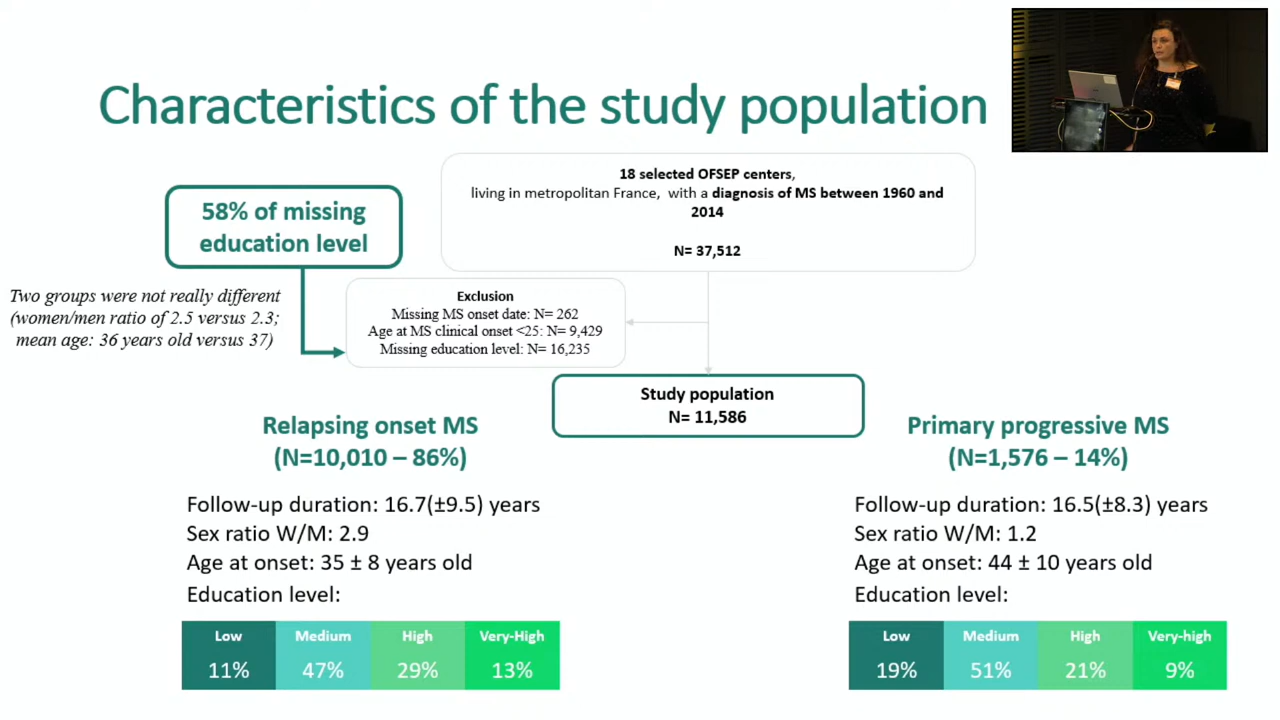 Characteristics of the study population
18 selected OFSEP centers,
living in metropolitan France, with a diagnosis of MS between 1960 and
2014
N= 37,512
58% of missing
education level
Two groups were not really different
(women/men ratio of 2.5 versus 2.3;
mean age: 36 years old versus 37)
Exclusion
Missing MS onset date: N= 262
Age at MS clinical onset <25: N= 9,429
Missing education level: N= 16,235
Study population
N= 11,586
Relapsing onset MS
(N=10,010 – 86%)
Follow-up duration: 16.7(±9.5) years
Sex ratio W/M: 2.9
Age at onset: 35 ± 8 years old
Education level:
Low Medium High Very-High
11% 47% 29% 13%
Primary progressive MS
(N=1,576 – 14%)
Follow-up duration: 16.5(±8.3) years
Sex ratio W/M: 1.2
Age at onset: 44 ± 10 years old
Education level:
Low Medium High Very-high
19% 51% 21% 9%